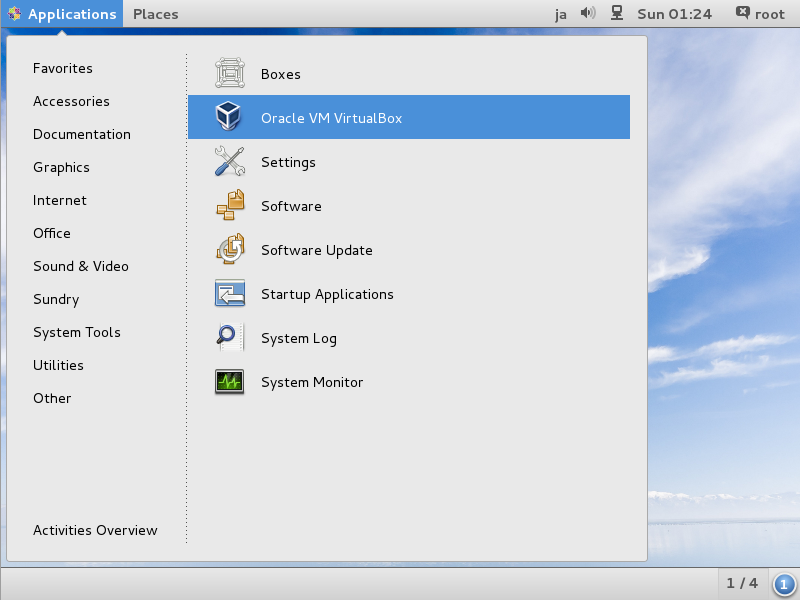 Applications Places ja Sun 01:24 root
Favorites
Accessories
Documentation
Graphics
Internet
Office
Sound & Video
Sundry
System Tools
Utilities
Other
Activities Overview
Boxes
Oracle VM VirtualBox
Settings
Software
Software Update
Startup Applications
System Log
System Monitor
1 / 4 1